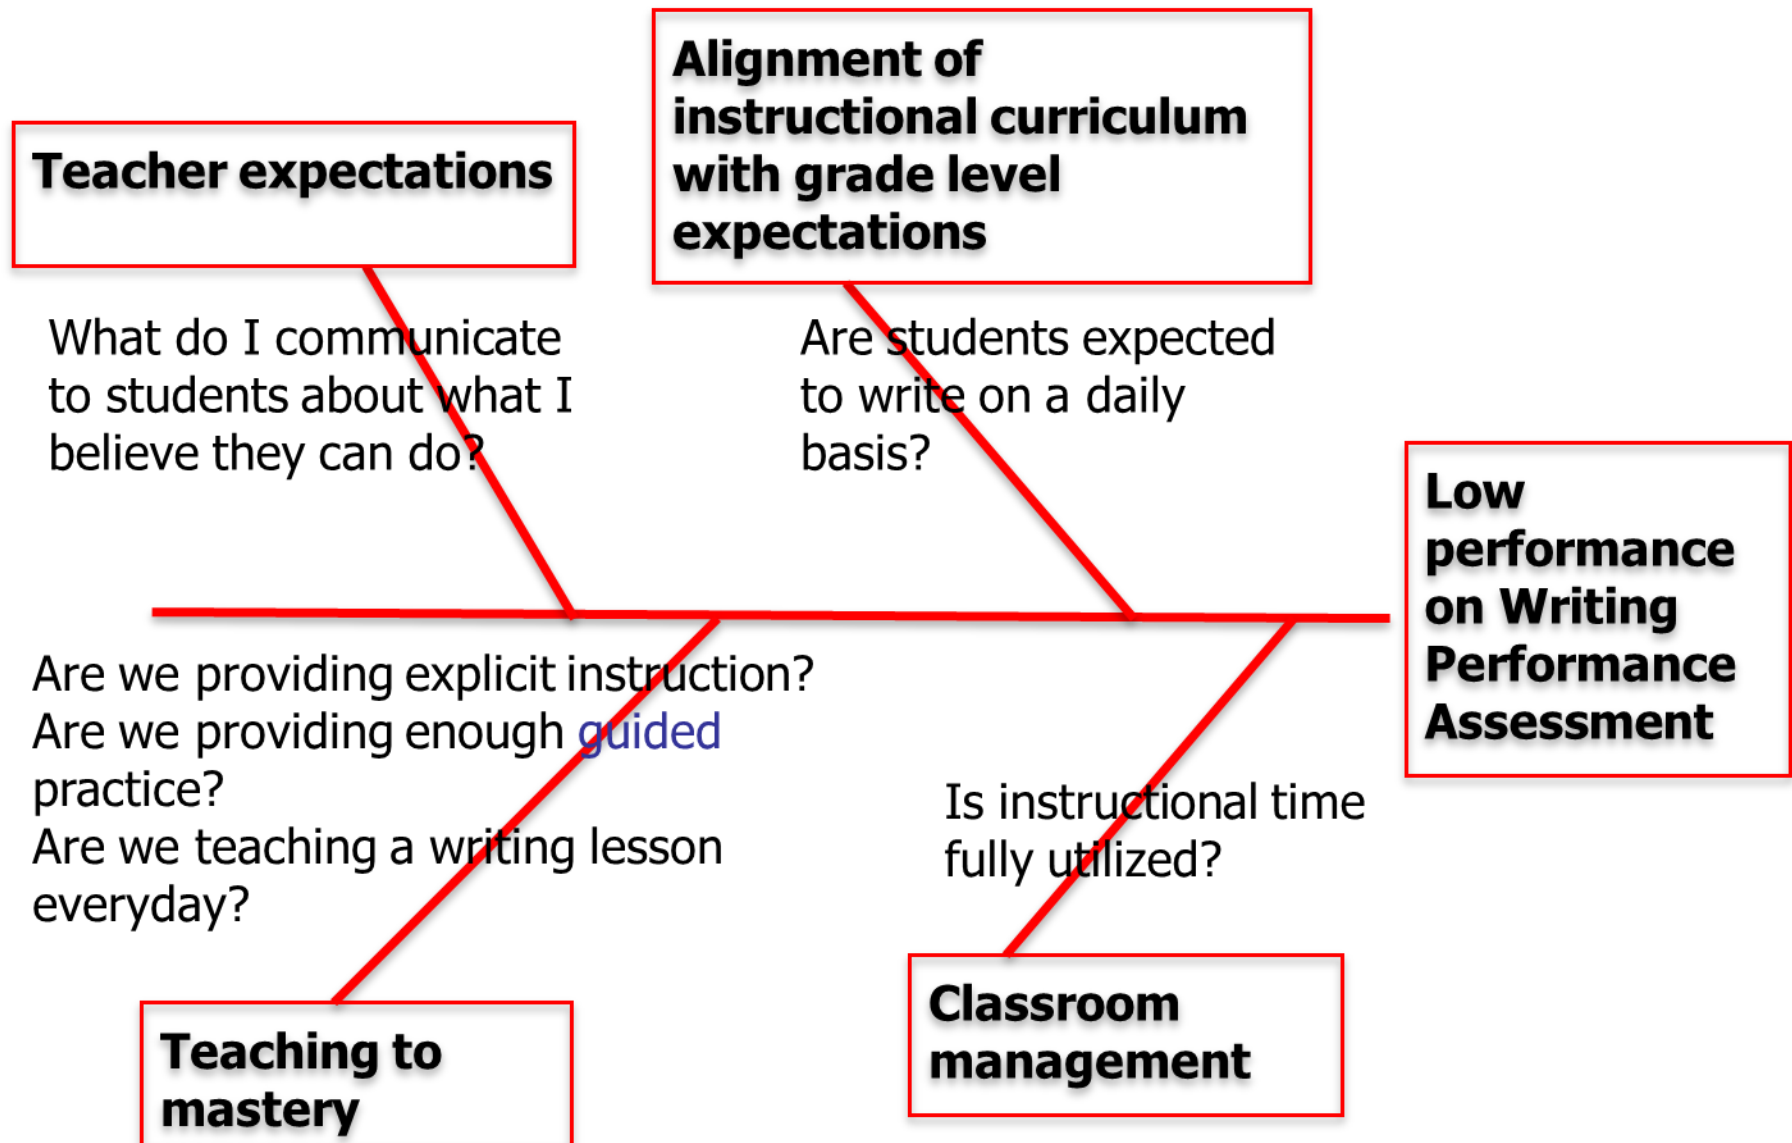 Teacher expectations
Alignment of
instructional curriculum
with grade level
expectations
What do I communicate
to students about what I
believe they can do?
Are students expected
to write on a daily
basis?
Low
performance
on Writing
Performance
Assessment
Are we providing explicit instruction?
Are we providing enough guided
practice?
Are we teaching a writing lesson
everyday?
Is instructional time
fully utilized?
Teaching to
mastery
Classroom
management